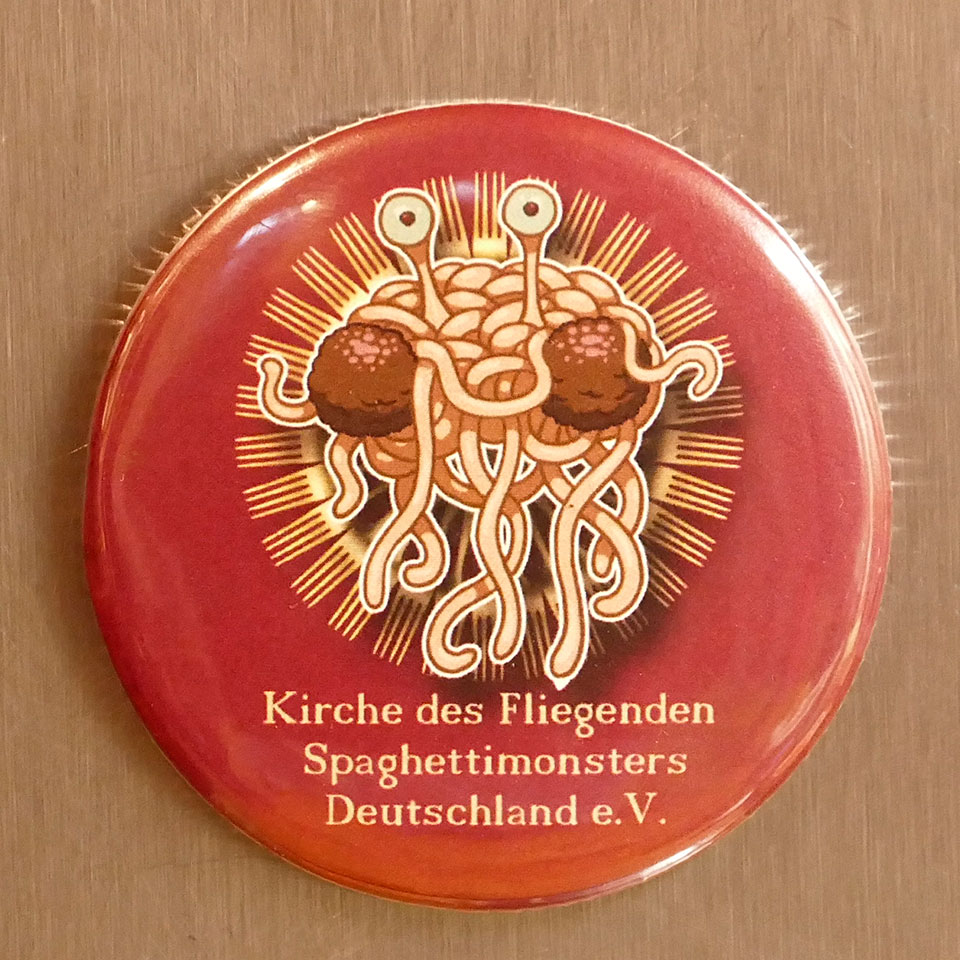 Kirche des Fliegenden
Spaghettimonsters
Deutschland e.V.